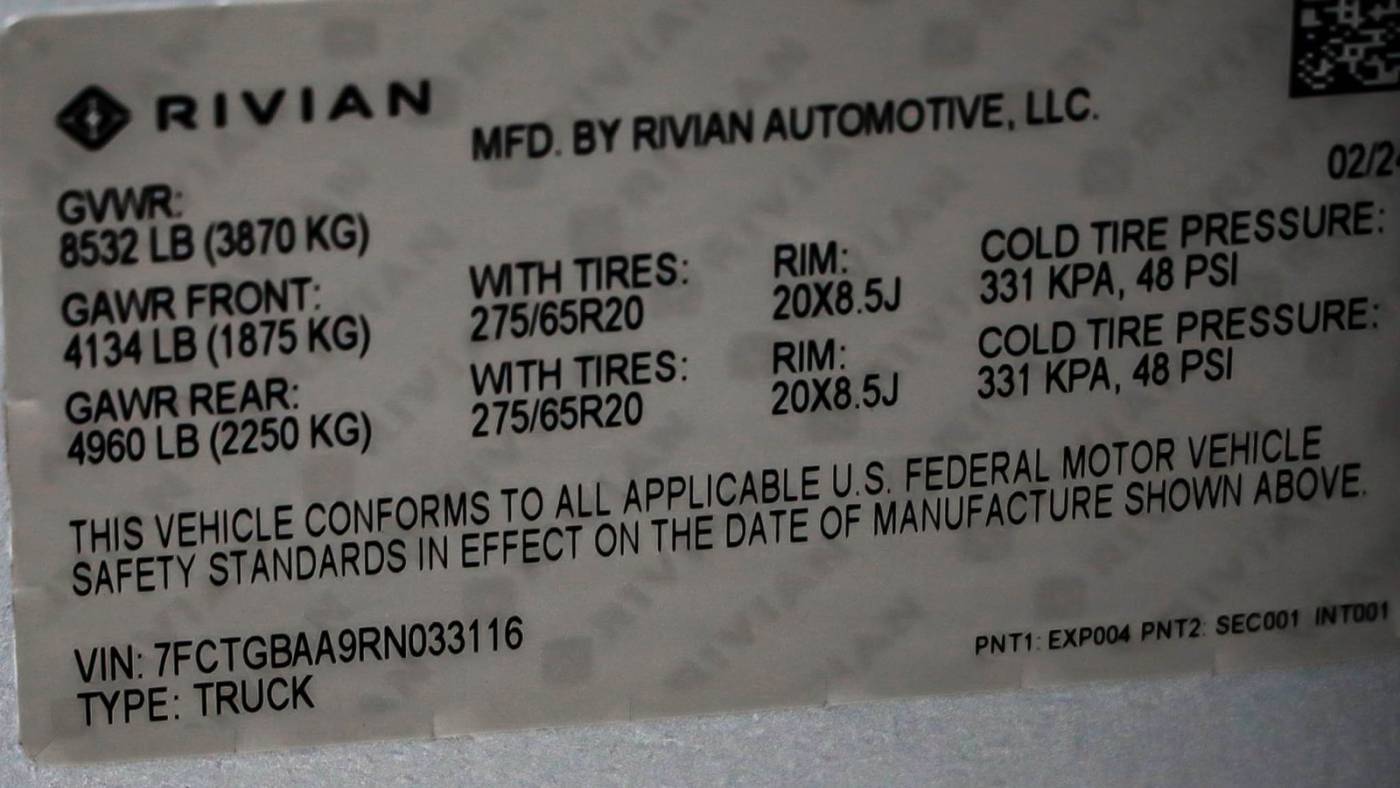 RIVIAN
MFD. BY RIVIAN AUTOMOTIVE, LLC.
02/24
GVWR:
8532 LB (3870 KG)
GAWR FRONT: WITH TIRES: RIM: COLD TIRE PRESSURE:
4134 LB (1875 KG) 275/65R20 20X8.5J 331 KPA, 48 PSI
GAWR REAR: WITH TIRES: RIM: COLD TIRE PRESSURE:
4960 LB (2250 KG) 275/65R20 20X8.5J 331 KPA, 48 PSI
THIS VEHICLE CONFORMS TO ALL APPLICABLE U.S. FEDERAL MOTOR VEHICLE
SAFETY STANDARDS IN EFFECT ON THE DATE OF MANUFACTURE SHOWN ABOVE.
VIN: 7FCTGBAA9RN033116
TYPE: TRUCK
PNT1: EXP004 PNT2: SEC001 INT001